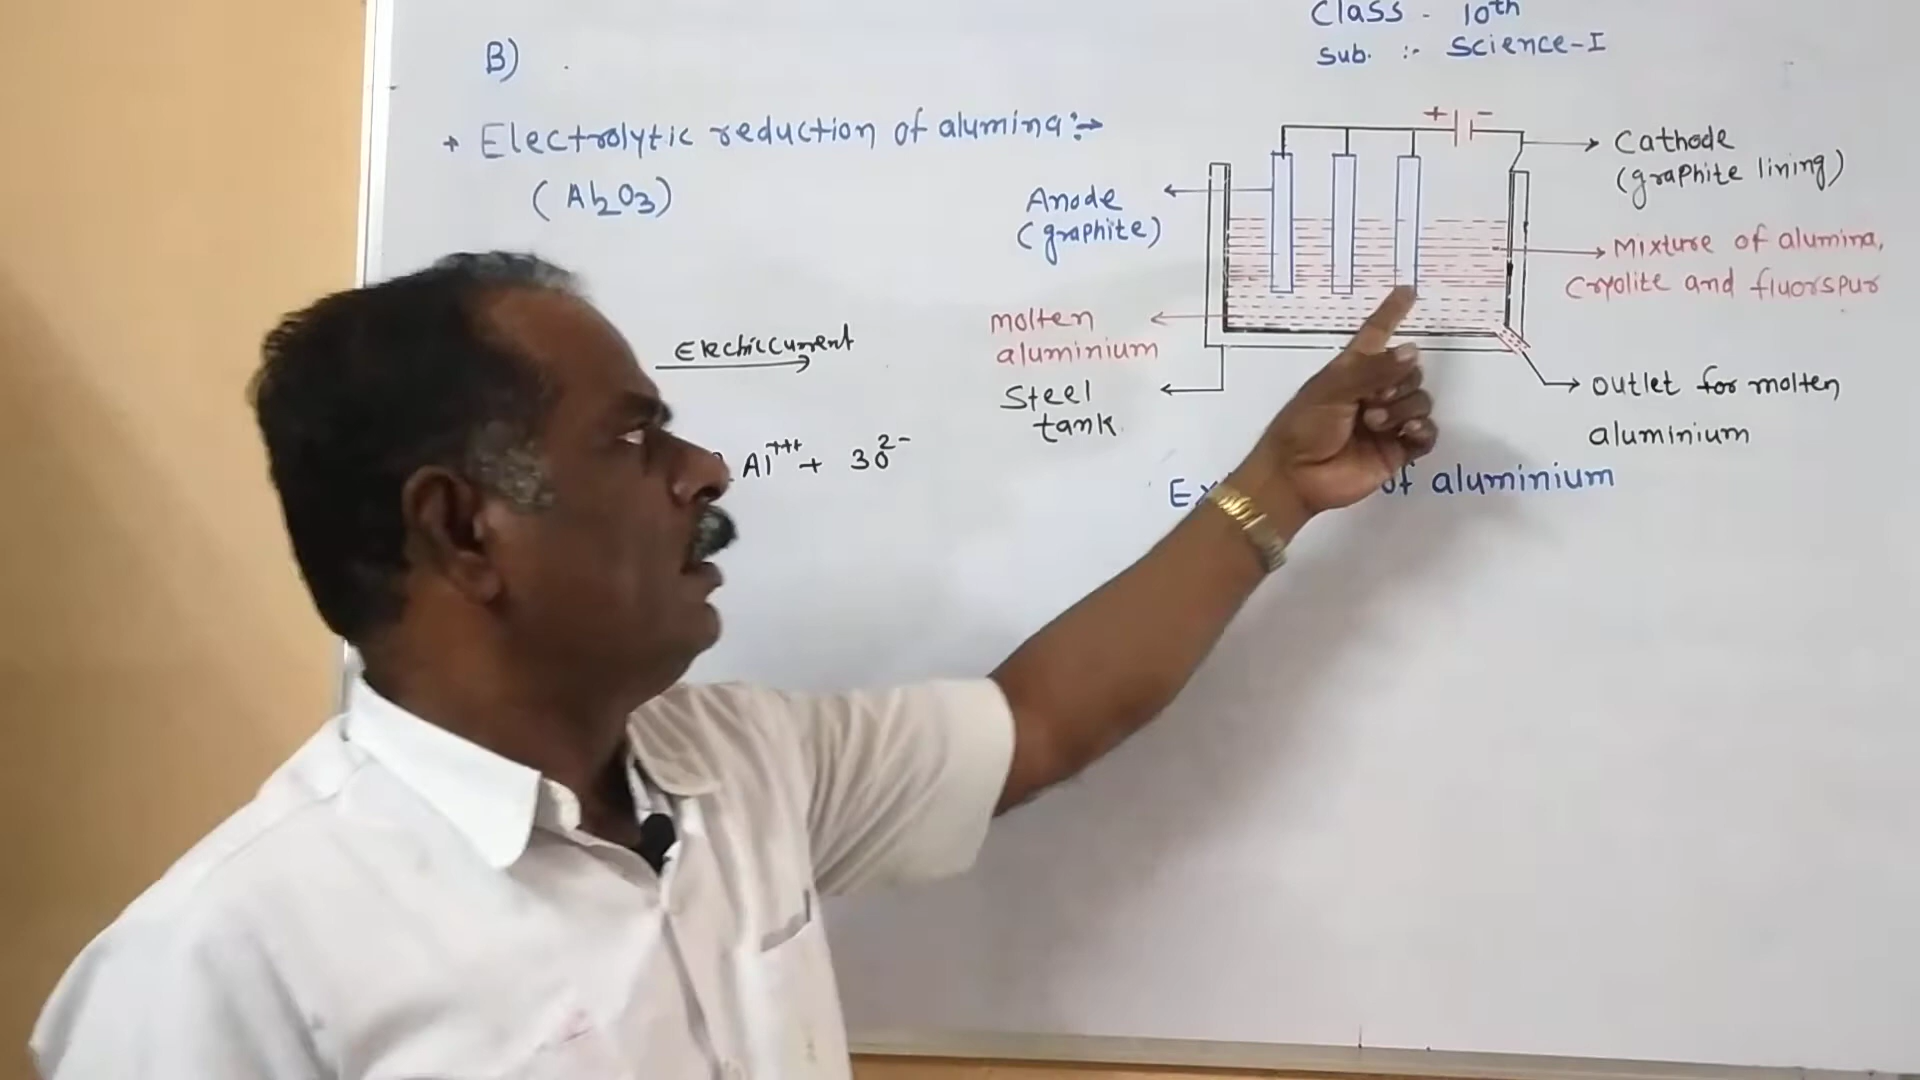 Class - 10th
Sub. :- Science-I
B)
→ Electrolytic reduction of alumina :→
(Al2O3)
Electric current
Al+++ + 3O2-
+ -
Anode
(graphite)
molten
aluminium
Steel
tank.
Cathode
(graphite lining)
Mixture of alumina,
cryolite and fluorspur
outlet for molten
aluminium
of aluminium